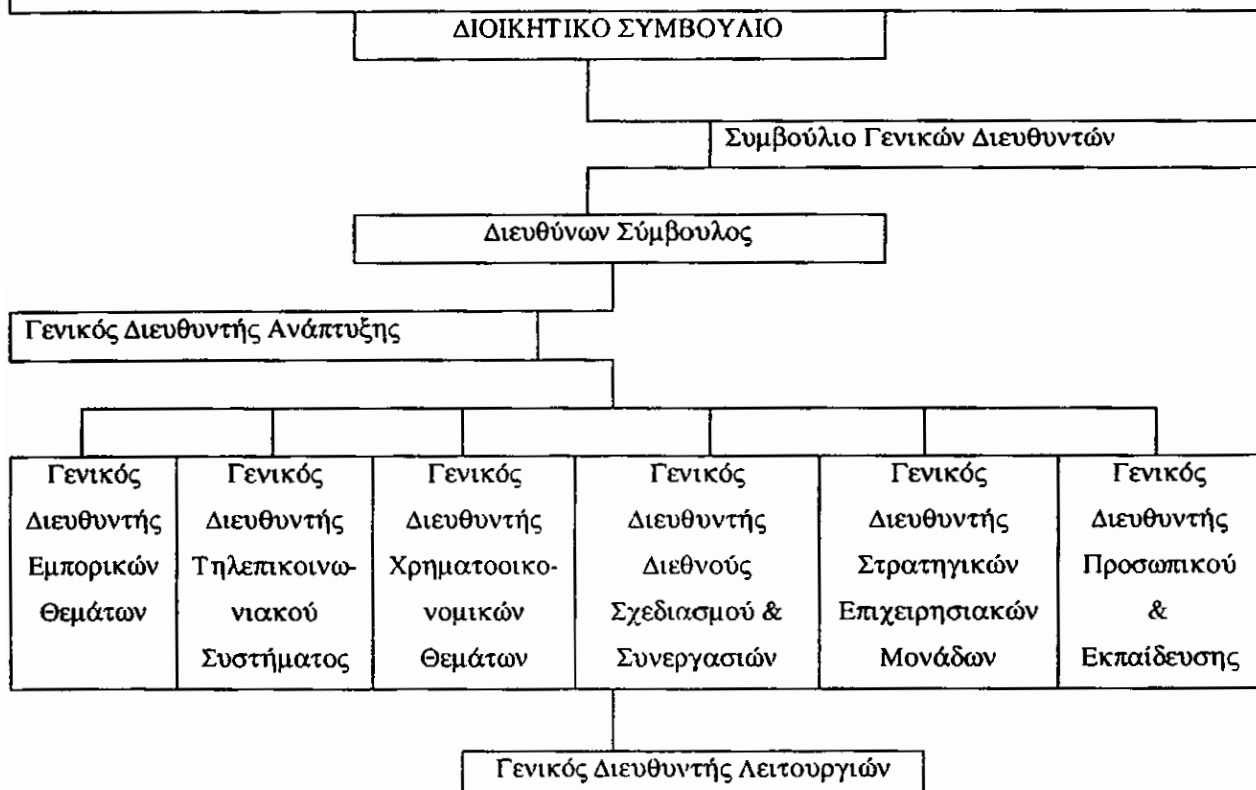 ΔΙΟΙΚΗΤΙΚΟ ΣΥΜΒΟΥΛΙΟ
Συμβούλιο Γενικών Διευθυντών
Διευθύνων Σύμβουλος
Γενικός Διευθυντής Ανάπτυξης
Γενικός
Διευθυντής
Εμπορικών
Θεμάτων
Γενικός
Διευθυντής
Τηλεπικοινω-
νιακού
Συστήματος
Γενικός
Διευθυντής
Χρηματοοικο-
νομικών
Θεμάτων
Γενικός
Διευθυντής
Διεθνούς
Σχεδιασμού &
Συνεργασιών
Γενικός
Διευθυντής
Στρατηγικών
Επιχειρησιακών
Μονάδων
Γενικός
Διευθυντής
Προσωπικού
&
Εκπαίδευσης
Γενικός Διευθυντής Λειτουργιών